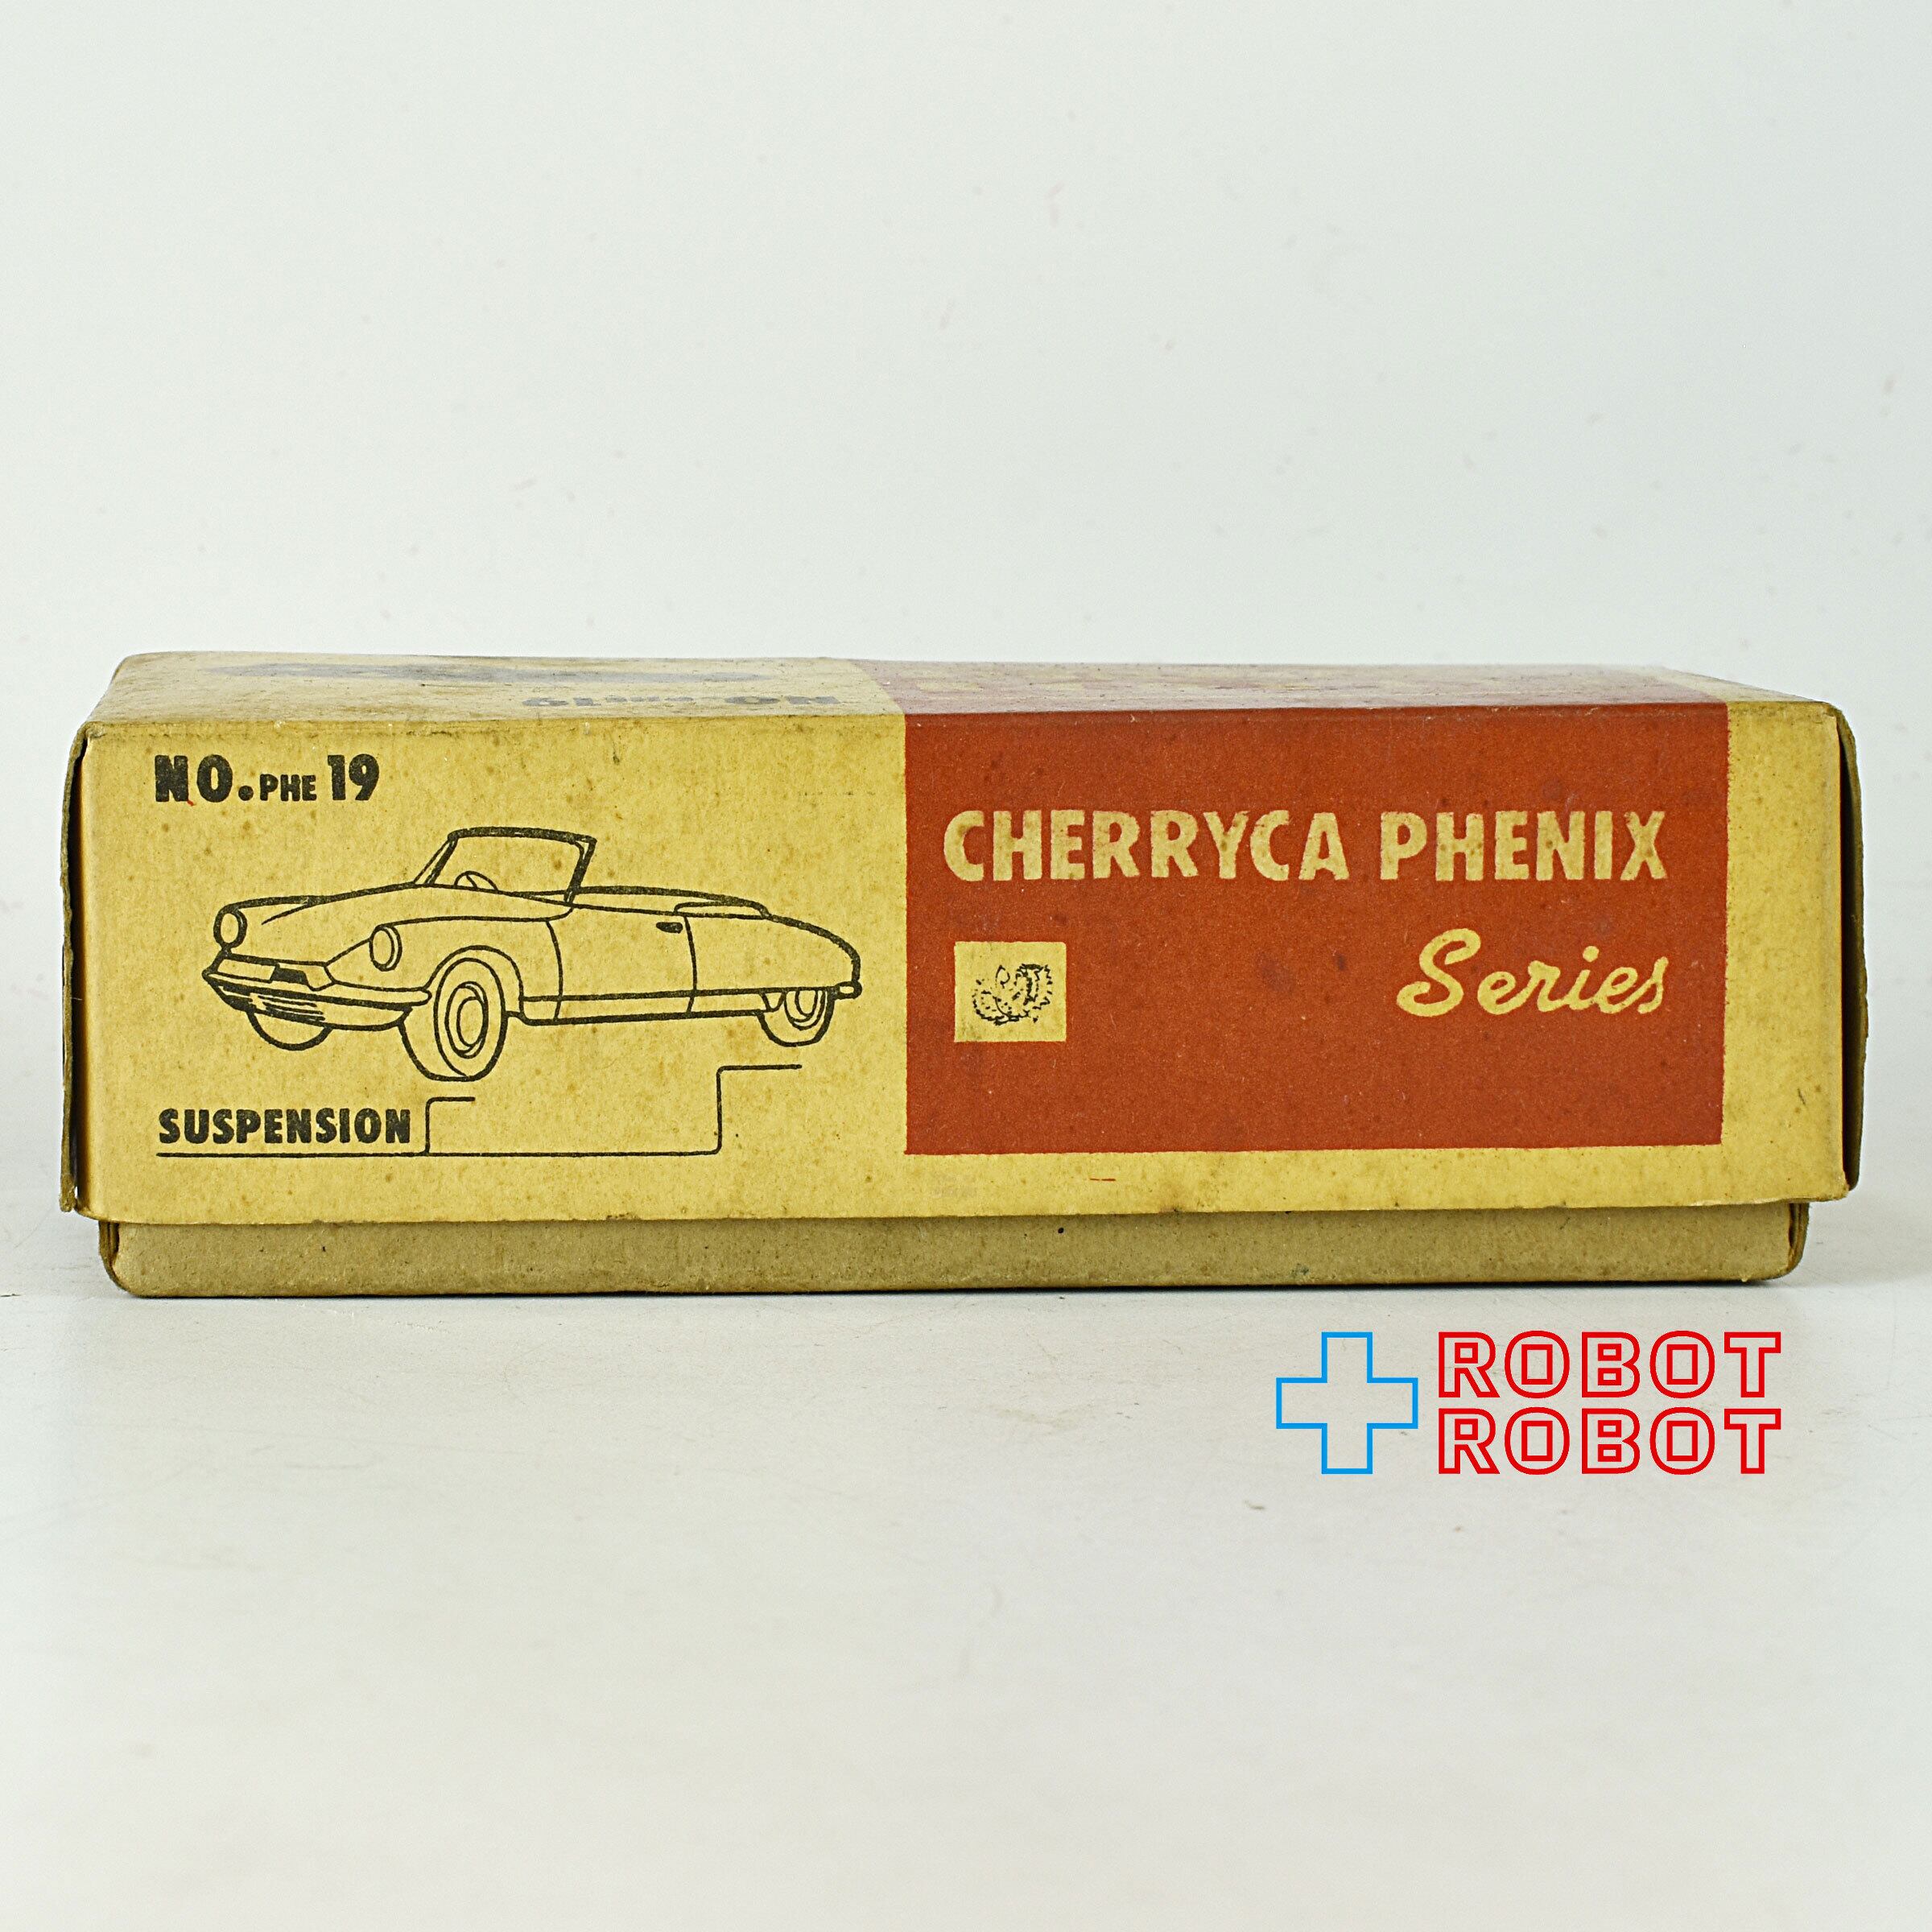 NO. PHE 19
CHERRYCA PHENIX
Series
SUSPENSION
ROBOT
ROBOT